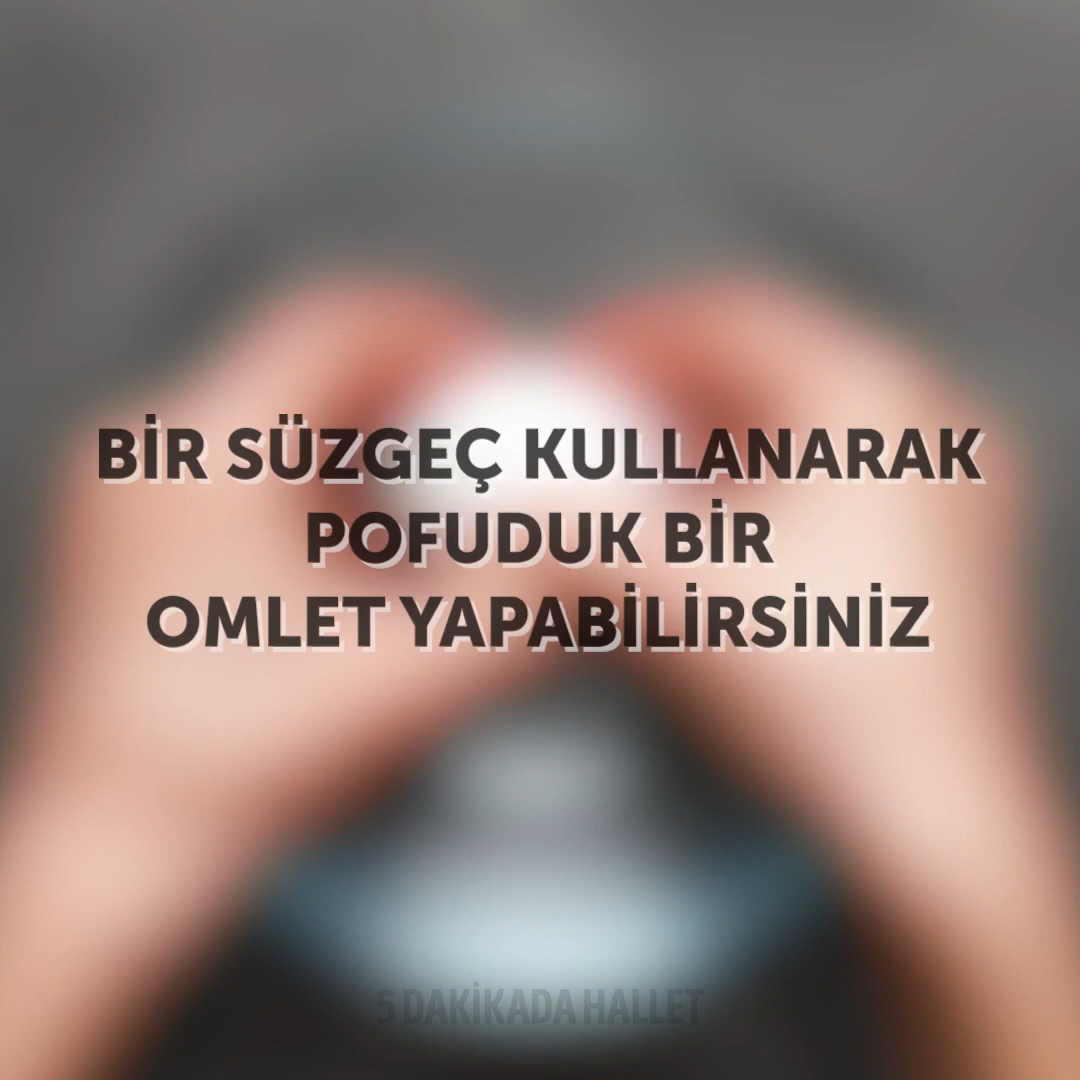 BİR SÜZGEÇ KULLANARAK
POFUDUK BİR
OMLET YAPABİLİRSİNİZ
5 DAKİKADA HALLET